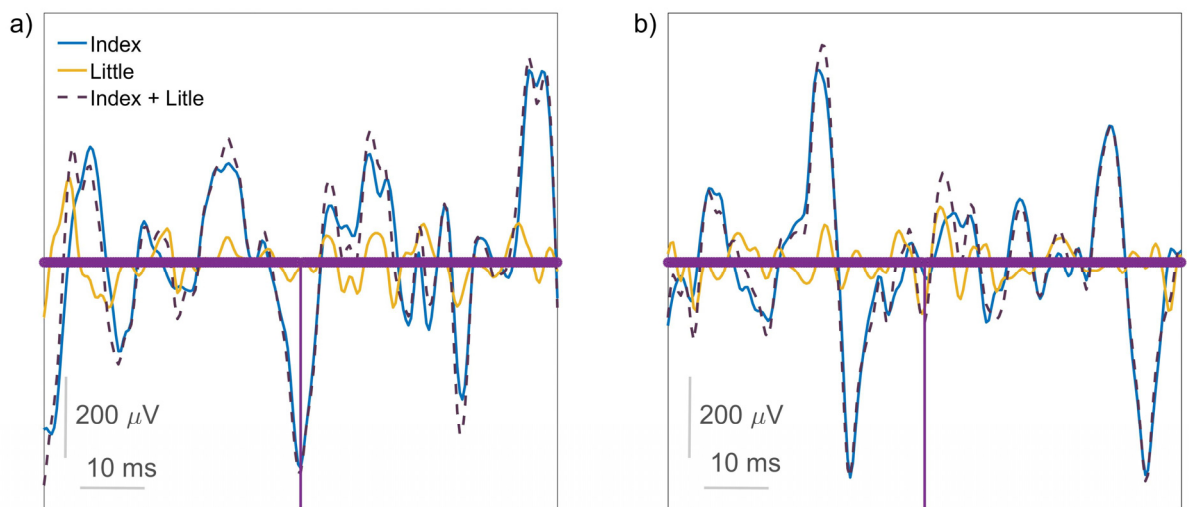 a)
Index
Little
Index + Litle
200 μV
10 ms
b)
200 μV
10 ms